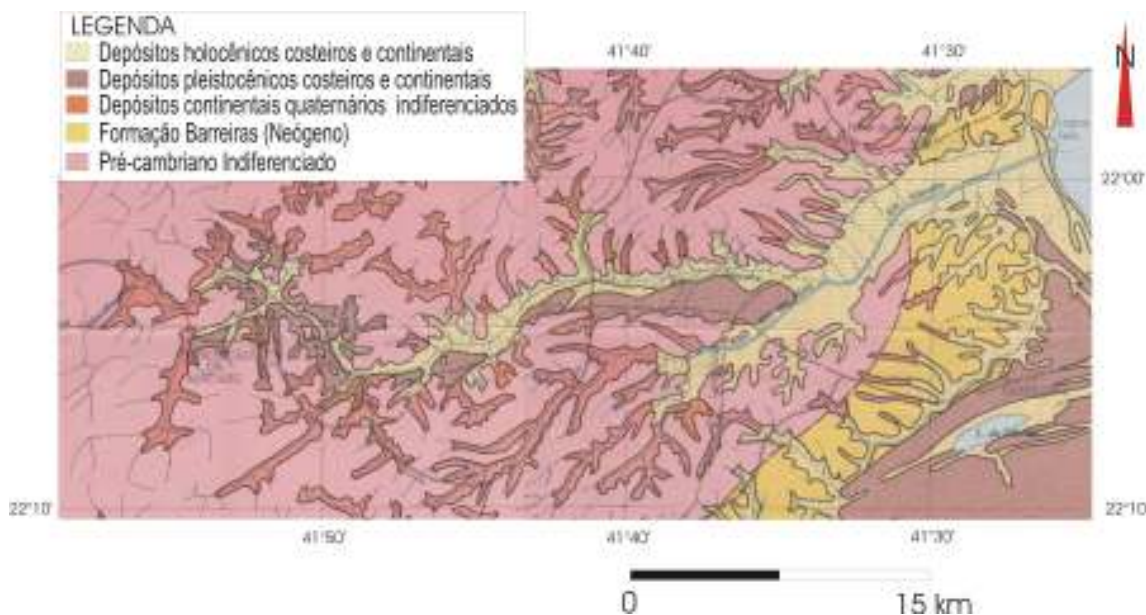 LEGENDA
Depósitos holocênicos costeiros e continentais
Depósitos pleistocênicos costeiros e continentais
Depósitos continentais quaternários indiferenciados
Formação Barreiras (Neógeno)
Pré-cambriano Indiferenciado
41°40'
41°30'
N
22°00'
22°10'
22°10'
41°50'
41°40'
41°30'
0
15 km